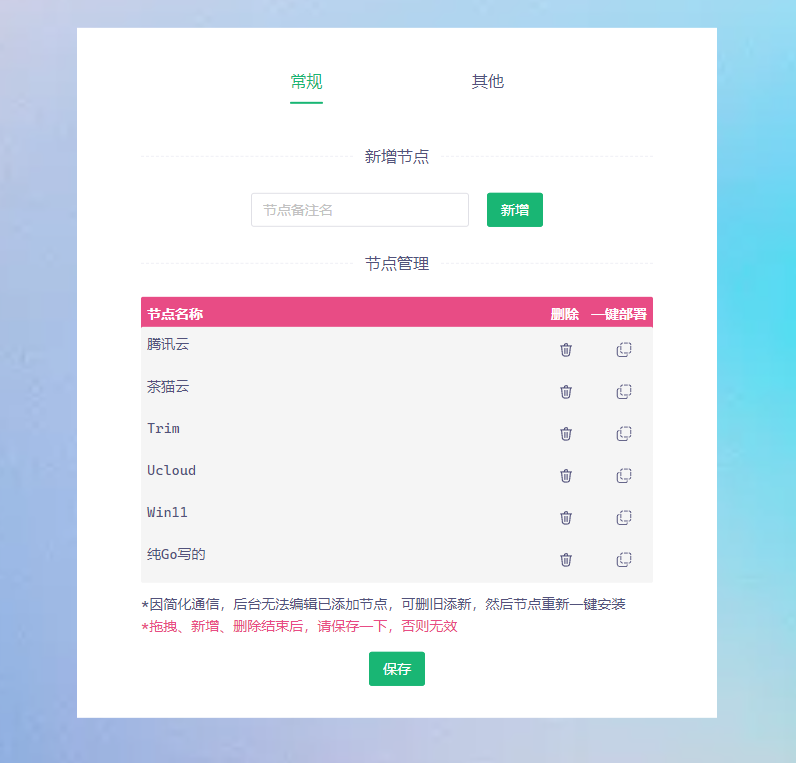 常规 其他
新增节点
节点备注名 新增
节点管理
节点名称 删除 一键部署
腾讯云
茶猫云
Trim
Ucloud
Win11
纯Go写的
*因简化通信，后台无法编辑已添加节点，可删旧添新，然后节点重新一键安装
*拖拽、新增、删除结束后，请保存一下，否则无效
保存